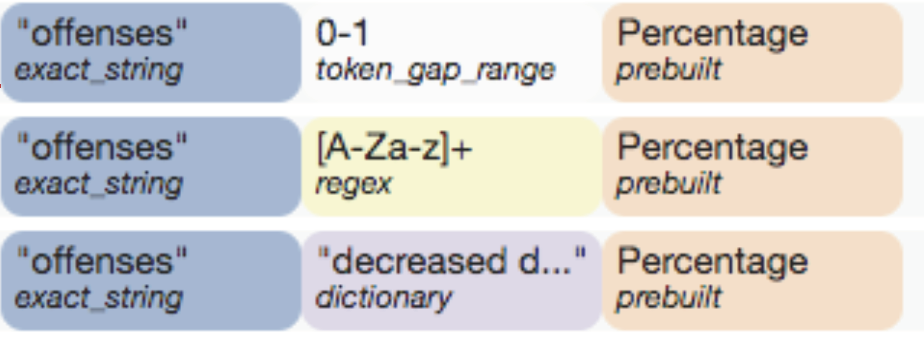 "offenses" 0-1 Percentage
exact_string token_gap_range prebuilt
"offenses" [A-Za-z]+ Percentage
exact_string regex prebuilt
"offenses" "decreased d..." Percentage
exact_string dictionary prebuilt